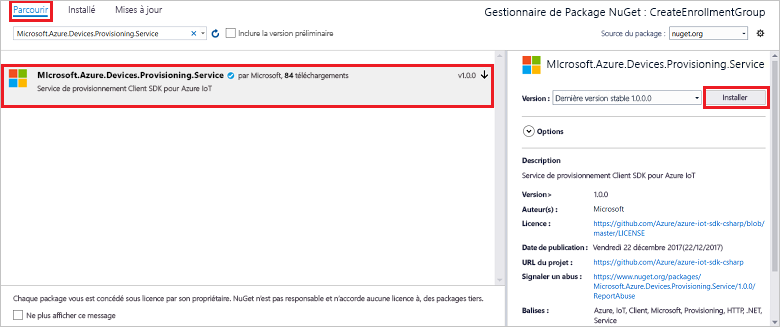 Parcourir Installé Mises à jour
Gestionnaire de Package NuGet : CreateEnrollmentGroup
Microsoft.Azure.Devices.Provisioning.Service
Inclure la version préliminaire
Source du package : nuget.org
MIcrosoft.Azure.Devices.Provisioning.Service par Microsoft, 84 téléchargements v1.0.0
Service de provisionnement Client SDK pour Azure IoT
Chaque package vous est concédé sous licence par son propriétaire. NuGet n'est pas responsable et n'accorde aucune licence à, des packages tiers.
Ne plus afficher ce message
MIcrosoft.Azure.Devices.Provisioning.Service
Version : Dernière version stable 1.0.0.0 Installer
Options
Description
Service de provisionnement Client SDK pour Azure IoT
Version> 1.0.0
Auteur(s) : Microsoft
Licence : https://github.com/Azure/azure-iot-sdk-csharp/blob/
master/LICENSE
Date de publication : Vendredi 22 décembre 2017(22/12/2017)
URL du projet : https://github.com/Azure/azure-iot-sdk-csharp
Signaler un abus : https://www.nuget.org/packages/
Microsoft.Azure.Devices.Provisioning.Service/1.0.0/
ReportAbuse
Balises : Azure, IoT, Client, Microsoft, Provisioning, HTTP, .NET,
Service